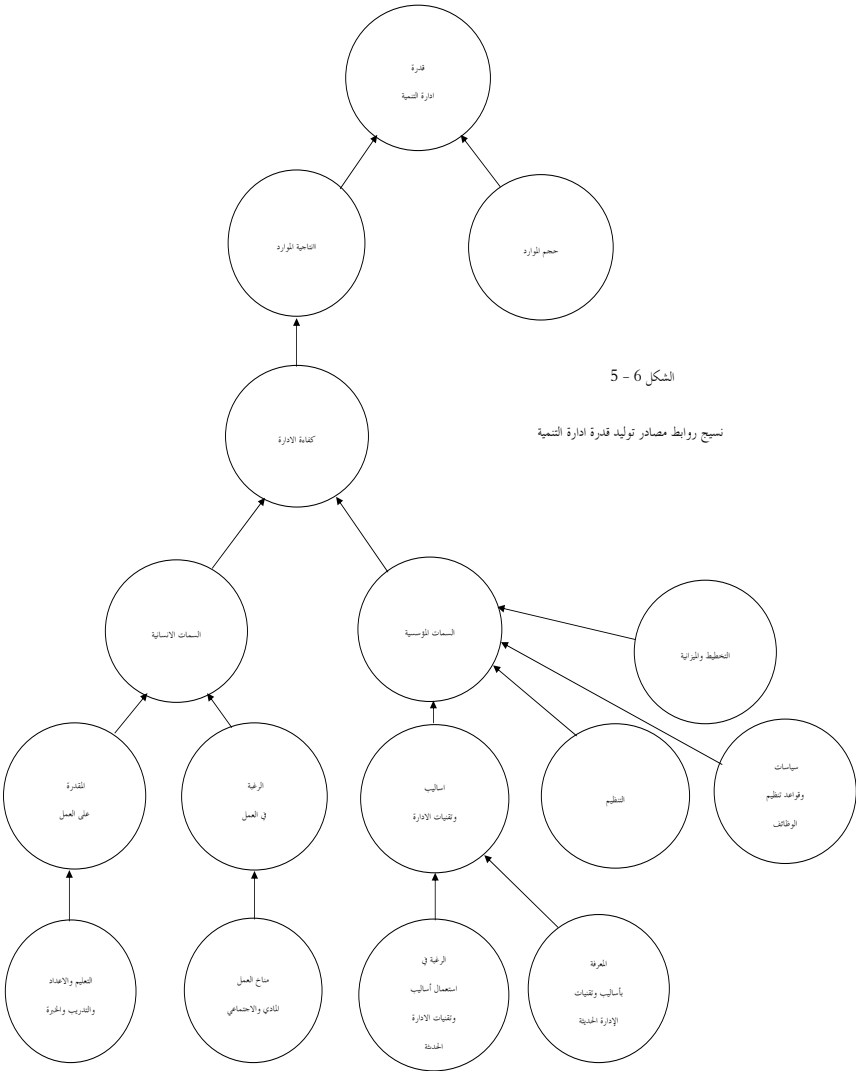 قدرة
ادارة التنمية
انتاجية الموارد
حجم الموارد
الشكل 6 - 5
نسيج روابط مصادر توليد قدرة ادارة التنمية
كفاءة الادارة
السمات الانسانية
السمات المؤسسية
التخطيط والميزانية
المقدرة
على العمل
الرغبة
في العمل
اساليب
وتقنيات الادارة
التنظيم
سياسات
وقواعد تنظيم
الوظائف
التعليم والاعداد
والتدريب والخبرة
مناخ العمل
المادي والاجتماعي
الرغبة في
استعمال أساليب
وتقنيات الادارة
الحدثة
المعرفة
بأساليب وتقنيات
الإدارة الحديثة